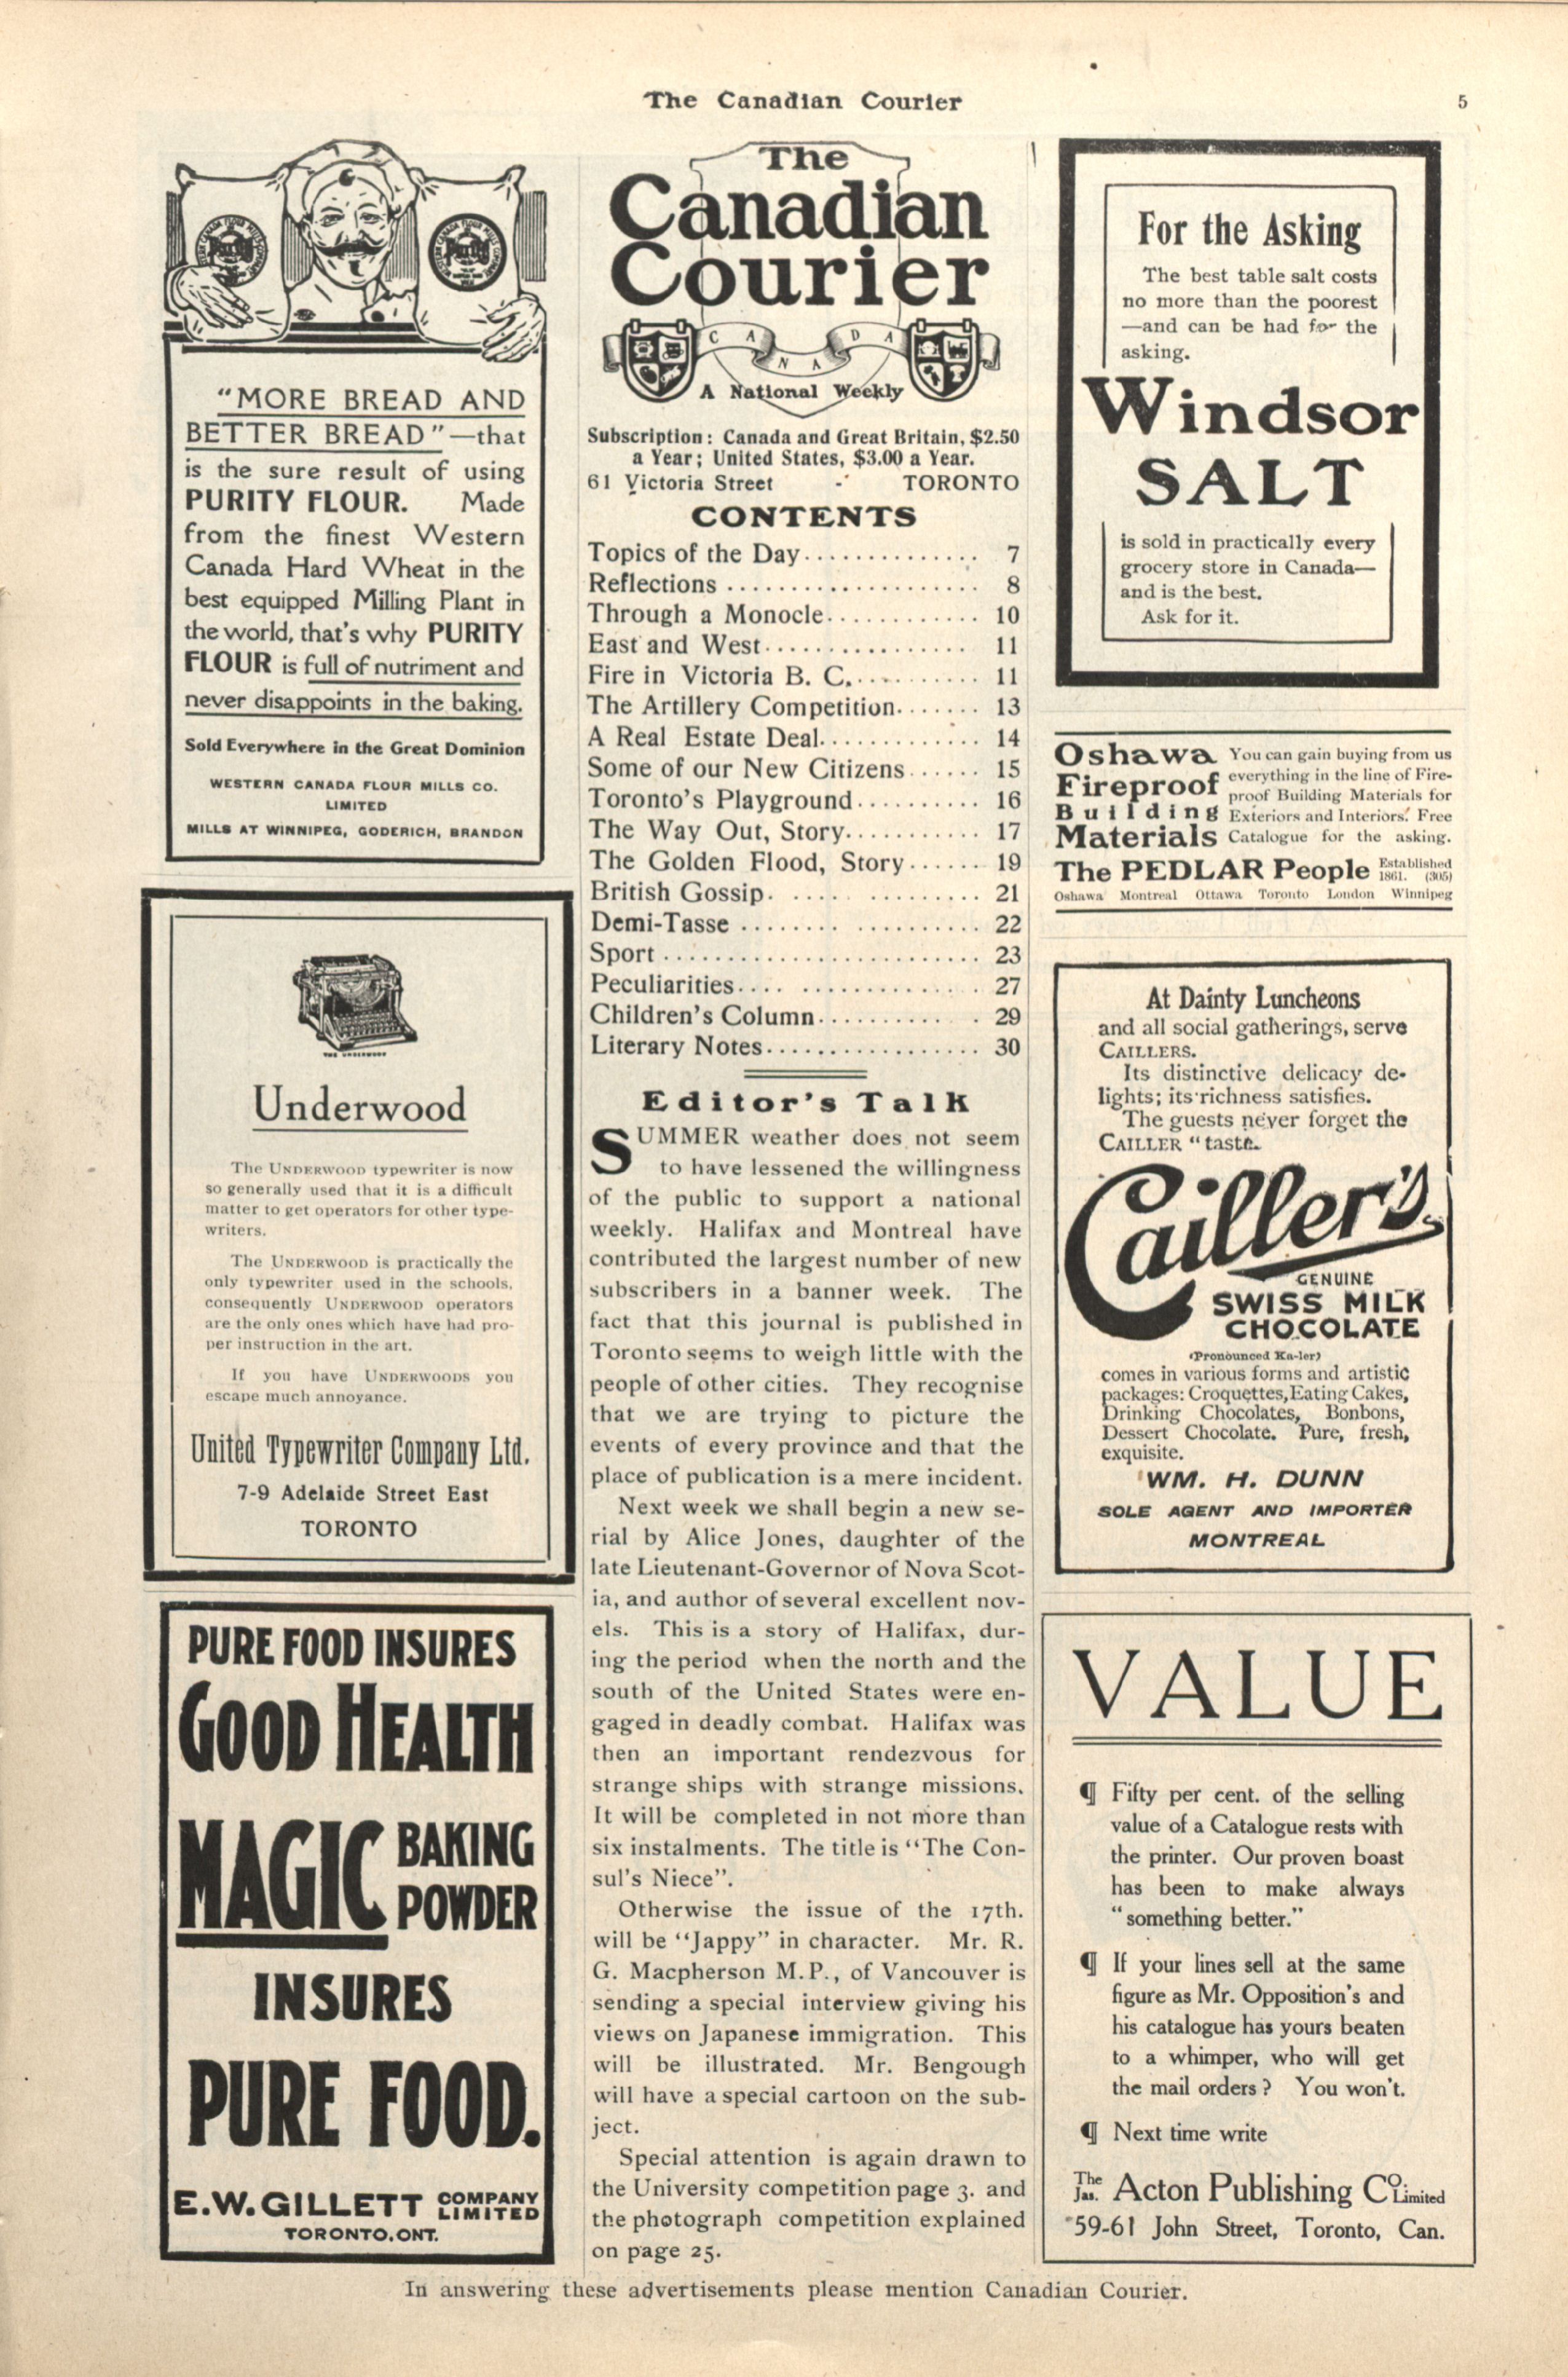 The Canadian Courier
5
"MORE BREAD AND
BETTER BREAD"—that
is the sure result of using
PURITY FLOUR. Made
from the finest Western
Canada Hard Wheat in the
best equipped Milling Plant in
the world, that's why PURITY
FLOUR is full of nutriment and
never disappoints in the baking.
Sold Everywhere in the Great Dominion
WESTERN CANADA FLOUR MILLS CO.
LIMITED
MILLS AT WINNIPEG, GODERICH, BRANDON
THE UNDERWOOD
Underwood
The UNDERWOOD typewriter is now
so generally used that it is a difficult
matter to get operators for other type-
writers.
The UNDERWOOD is practically the
only typewriter used in the schools,
consequently UNDERWOOD operators
are the only ones which have had pro-
per instruction in the art.
If you have UNDERWOODS you
escape much annoyance.
United Typewriter Company Ltd.
7-9 Adelaide Street East
TORONTO
PURE FOOD INSURES
GOOD HEALTH
MAGIC BAKING
POWDER
INSURES
PURE FOOD.
E.W. GILLETT COMPANY
LIMITED
TORONTO, ONT.
The
Canadian
Courier
CANADA
A National Weekly
Subscription: Canada and Great Britain, $2.50
a Year; United States, $3.00 a Year.
61 Victoria Street - TORONTO
CONTENTS
Topics of the Day.............. 7
Reflections .................... 8
Through a Monocle............ 10
East and West................ 11
Fire in Victoria B. C........... 11
The Artillery Competition....... 13
A Real Estate Deal............. 14
Some of our New Citizens...... 15
Toronto's Playground.......... 16
The Way Out, Story........... 17
The Golden Flood, Story...... 19
British Gossip. .... ......... 21
Demi-Tasse ........ .......... 22
Sport ......................... 23
Peculiarities.... .............. 27
Children's Column.......... . 29
Literary Notes................. 30
Editor's Talk
SUMMER weather does not seem
to have lessened the willingness
of the public to support a national
weekly. Halifax and Montreal have
contributed the largest number of new
subscribers in a banner week. The
fact that this journal is published in
Toronto seems to weigh little with the
people of other cities. They recognise
that we are trying to picture the
events of every province and that the
place of publication is a mere incident.
Next week we shall begin a new se-
rial by Alice Jones, daughter of the
late Lieutenant-Governor of Nova Scot-
ia, and author of several excellent nov-
els. This is a story of Halifax, dur-
ing the period when the north and the
south of the United States were en-
gaged in deadly combat. Halifax was
then an important rendezvous for
strange ships with strange missions.
It will be completed in not more than
six instalments. The title is "The Con-
sul's Niece".
Otherwise the issue of the 17th.
will be "Jappy" in character. Mr. R.
G. Macpherson M.P., of Vancouver is
sending a special interview giving his
views on Japanese immigration. This
will be illustrated. Mr. Bengough
will have a special cartoon on the sub-
ject.
Special attention is again drawn to
the University competition page 3. and
the photograph competition explained
on page 25.
For the Asking
The best table salt costs
no more than the poorest
—and can be had for the
asking.
Windsor
SALT
is sold in practically every
grocery store in Canada—
and is the best.
Ask for it.
Oshawa
Fireproof
Building
Materials
You can gain buying from us
everything in the line of Fire-
proof Building Materials for
Exteriors and Interiors. Free
Catalogue for the asking.
The PEDLAR People Established
1861. (305)
Oshawa Montreal Ottawa Toronto London Winnipeg
At Dainty Luncheons
and all social gatherings, serve
CAILLERS.
Its distinctive delicacy de-
lights; its richness satisfies.
The guests never forget the
CAILLER "taste.
Cailler's
GENUINE
SWISS MILK
CHOCOLATE
(Pronounced Ka-ler)
comes in various forms and artistic
packages: Croquettes, Eating Cakes,
Drinking Chocolates, Bonbons,
Dessert Chocolate. Pure, fresh,
exquisite.
WM. H. DUNN
SOLE AGENT AND IMPORTER
MONTREAL
VALUE
¶ Fifty per cent. of the selling
value of a Catalogue rests with
the printer. Our proven boast
has been to make always
"something better."
¶ If your lines sell at the same
figure as Mr. Opposition's and
his catalogue has yours beaten
to a whimper, who will get
the mail orders? You won't.
¶ Next time write
The Jas. Acton Publishing Co. Limited
59-61 John Street, Toronto, Can.
In answering these advertisements please mention Canadian Courier.